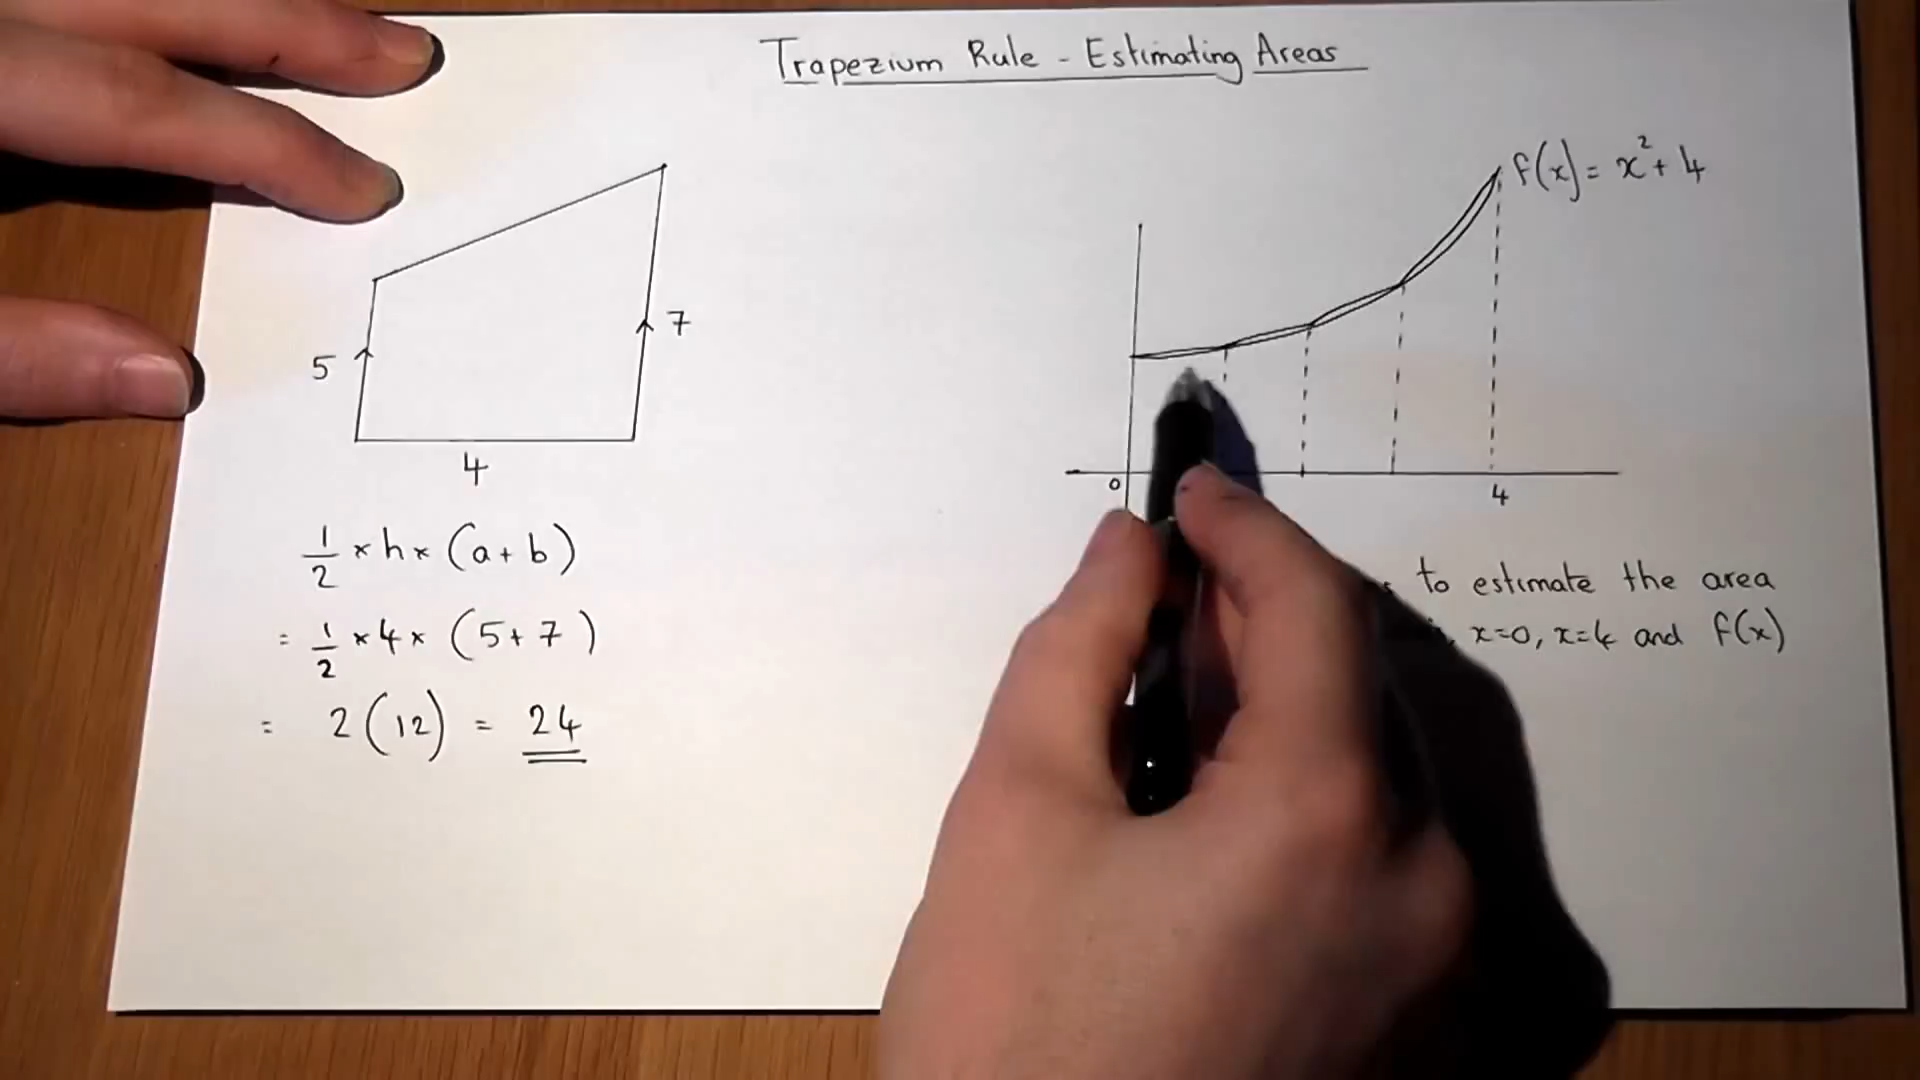 Trapezium Rule - Estimating Areas
f(x) = x² + 4
5
7
4
0
4
1/2 × h × (a + b)
= 1/2 × 4 × (5 + 7)
= 2(12) = 24
to estimate the area
x=0, x=4 and f(x)